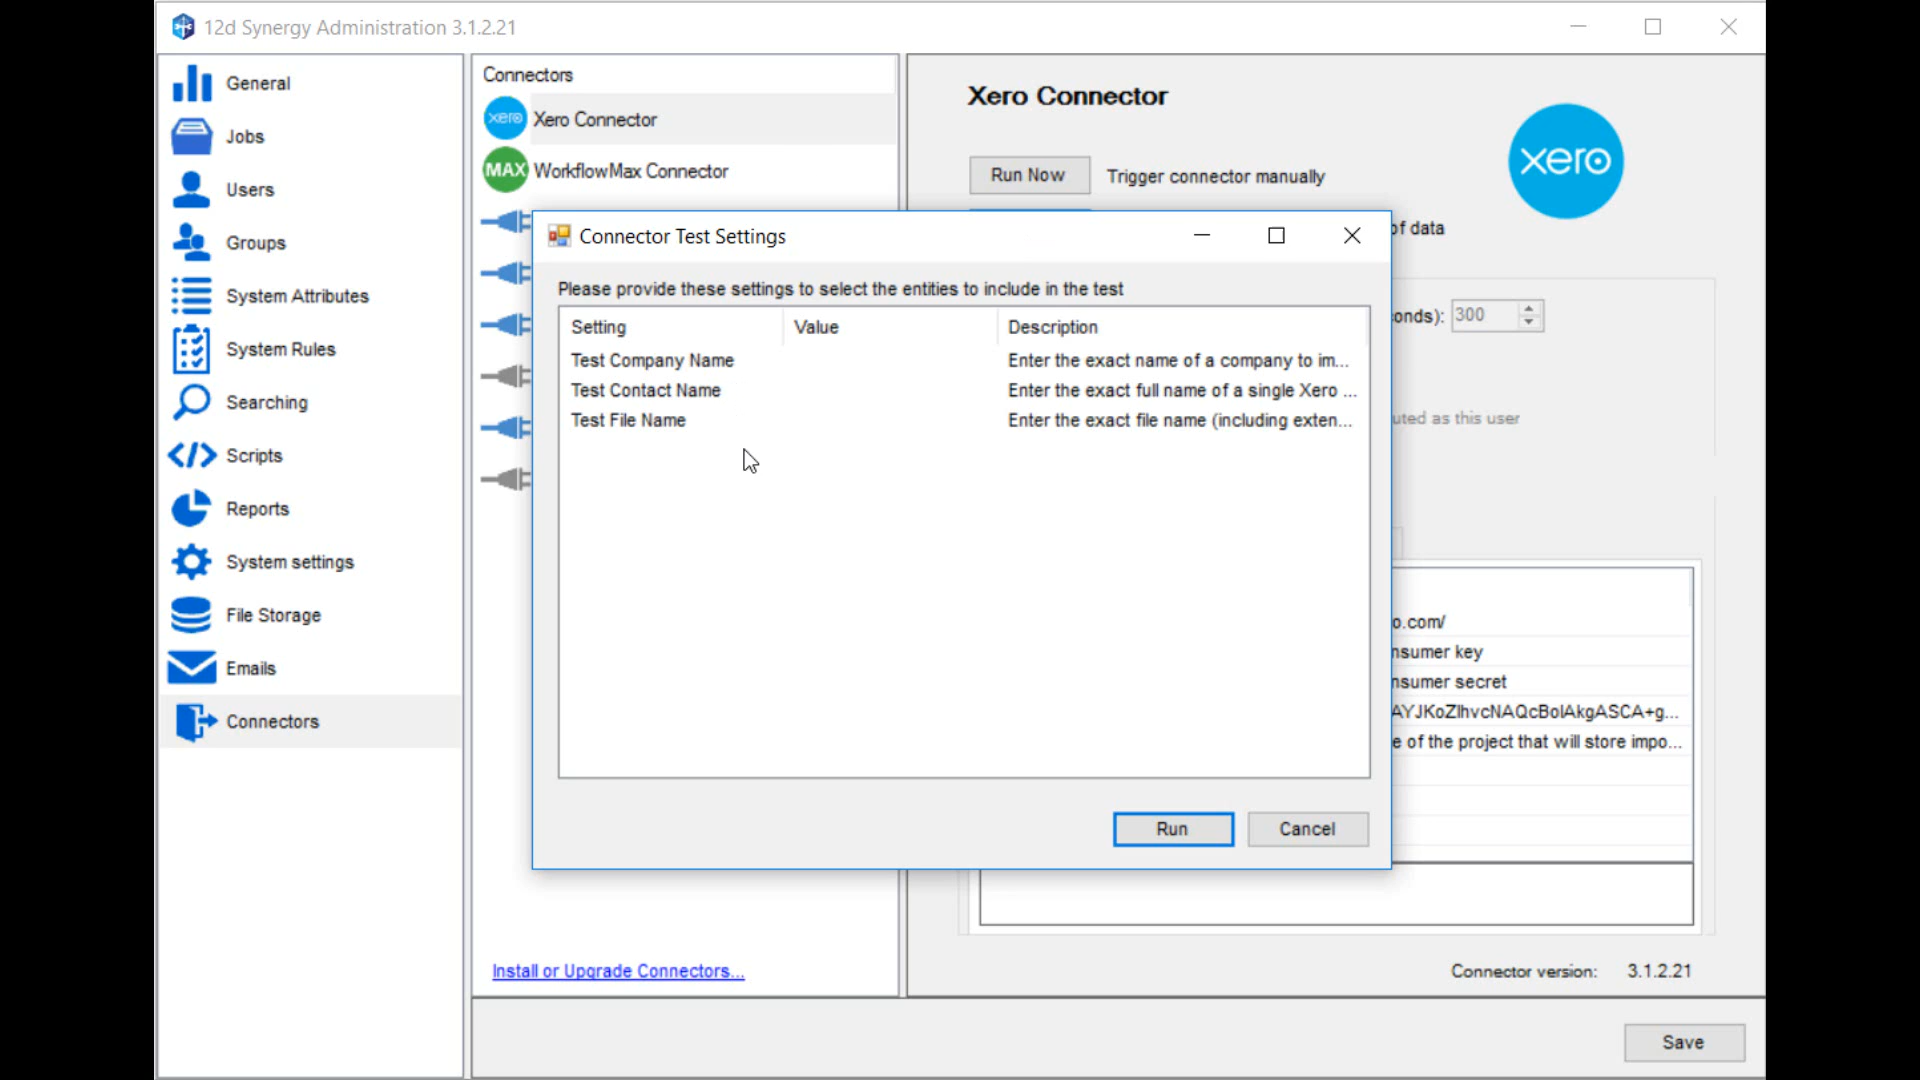 12d Synergy Administration 3.1.2.21
General
Jobs
Users
Groups
System Attributes
System Rules
Searching
Scripts
Reports
System settings
File Storage
Emails
Connectors
Connectors
xero Xero Connector
MAX WorkflowMax Connector
Install or Upgrade Connectors...
Xero Connector
xero
Run Now Trigger connector manually
of data
onds): 300
uted as this user
o.com/
nsumer key
nsumer secret
AYJKoZIhvcNAQcBoIAkgASCA+g...
e of the project that will store impo...
Connector version: 3.1.2.21
Save
Connector Test Settings
Please provide these settings to select the entities to include in the test
Setting Value Description
Test Company Name Enter the exact name of a company to im...
Test Contact Name Enter the exact full name of a single Xero ...
Test File Name Enter the exact file name (including exten...
Run Cancel